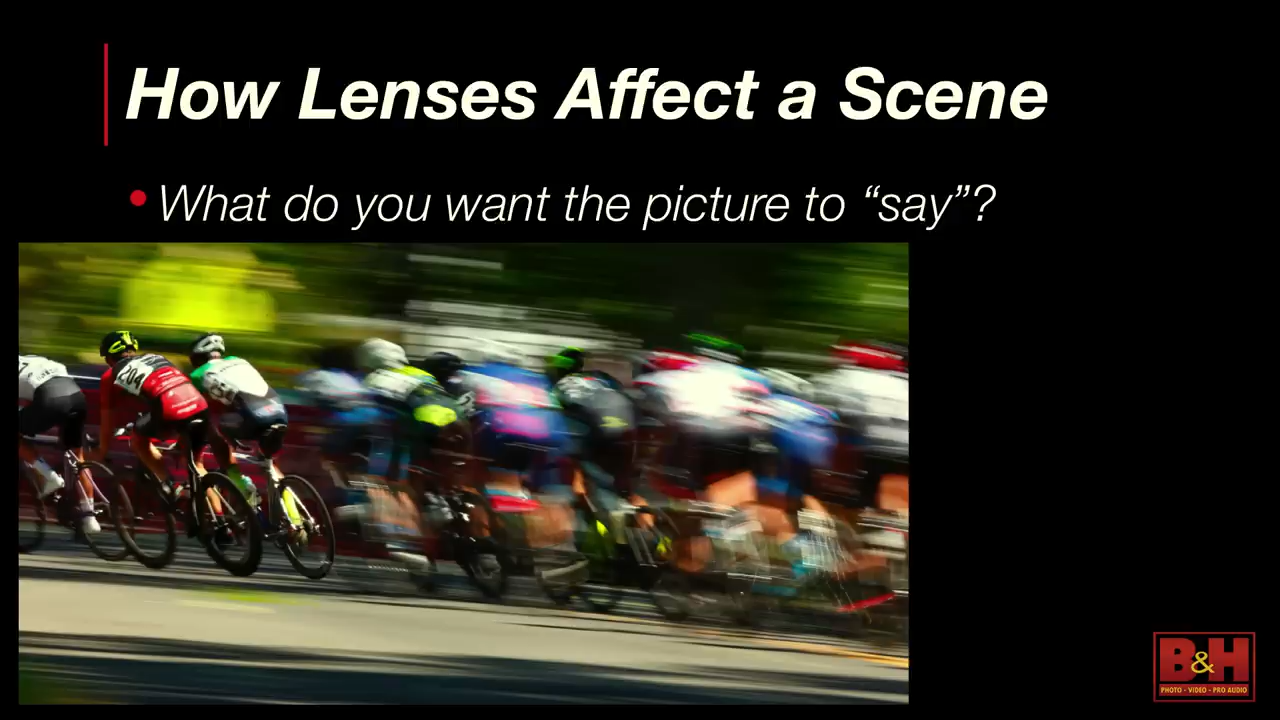 How Lenses Affect a Scene
• What do you want the picture to “say”?
204
B&H
PHOTO - VIDEO - PRO AUDIO